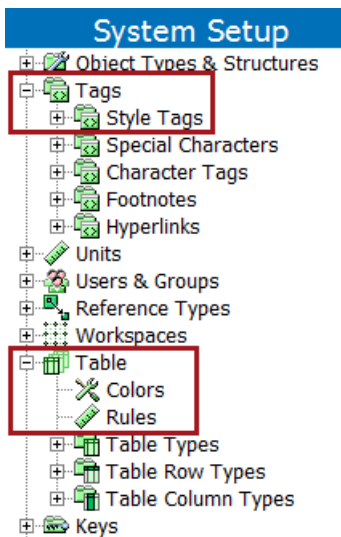 System Setup
Object Types & Structures
Tags
Style Tags
Special Characters
Character Tags
Footnotes
Hyperlinks
Units
Users & Groups
Reference Types
Workspaces
Table
Colors
Rules
Table Types
Table Row Types
Table Column Types
Keys